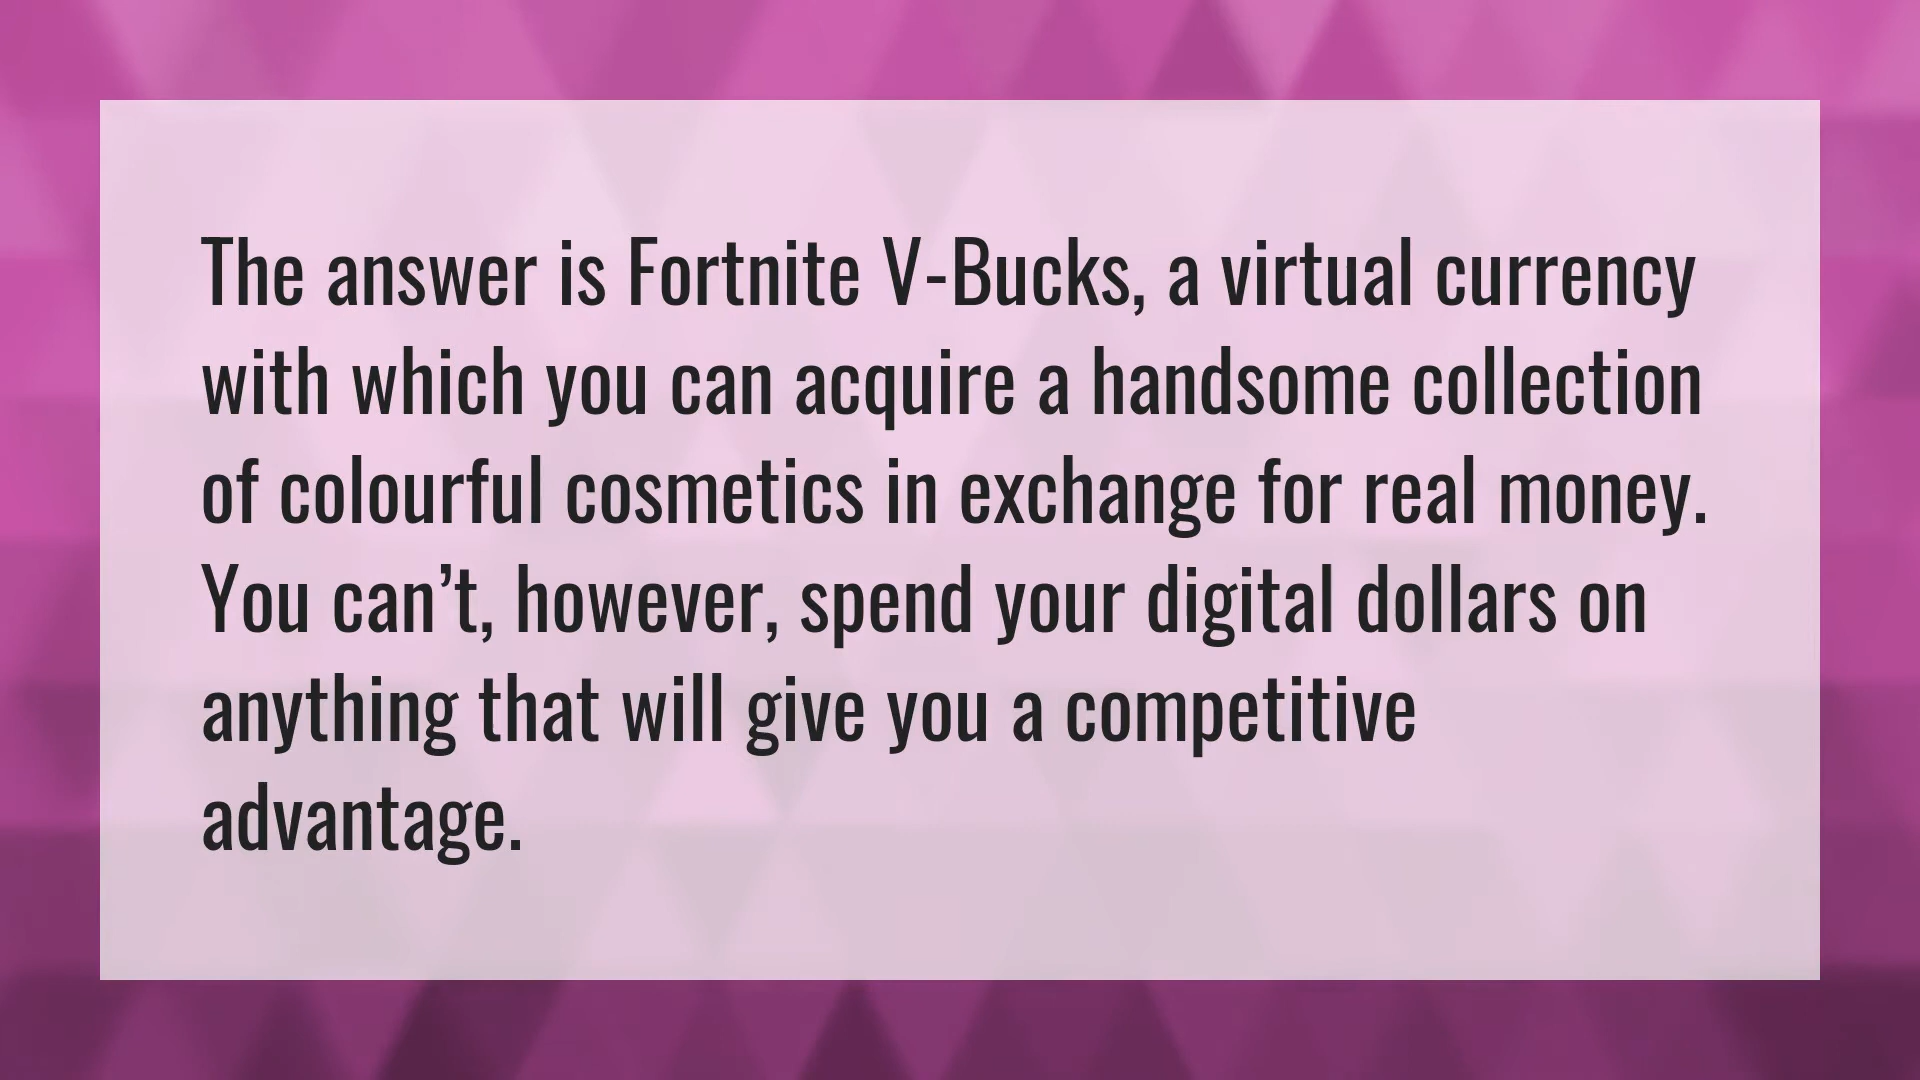 The answer is Fortnite V-Bucks, a virtual currency
with which you can acquire a handsome collection
of colourful cosmetics in exchange for real money.
You can’t, however, spend your digital dollars on
anything that will give you a competitive
advantage.